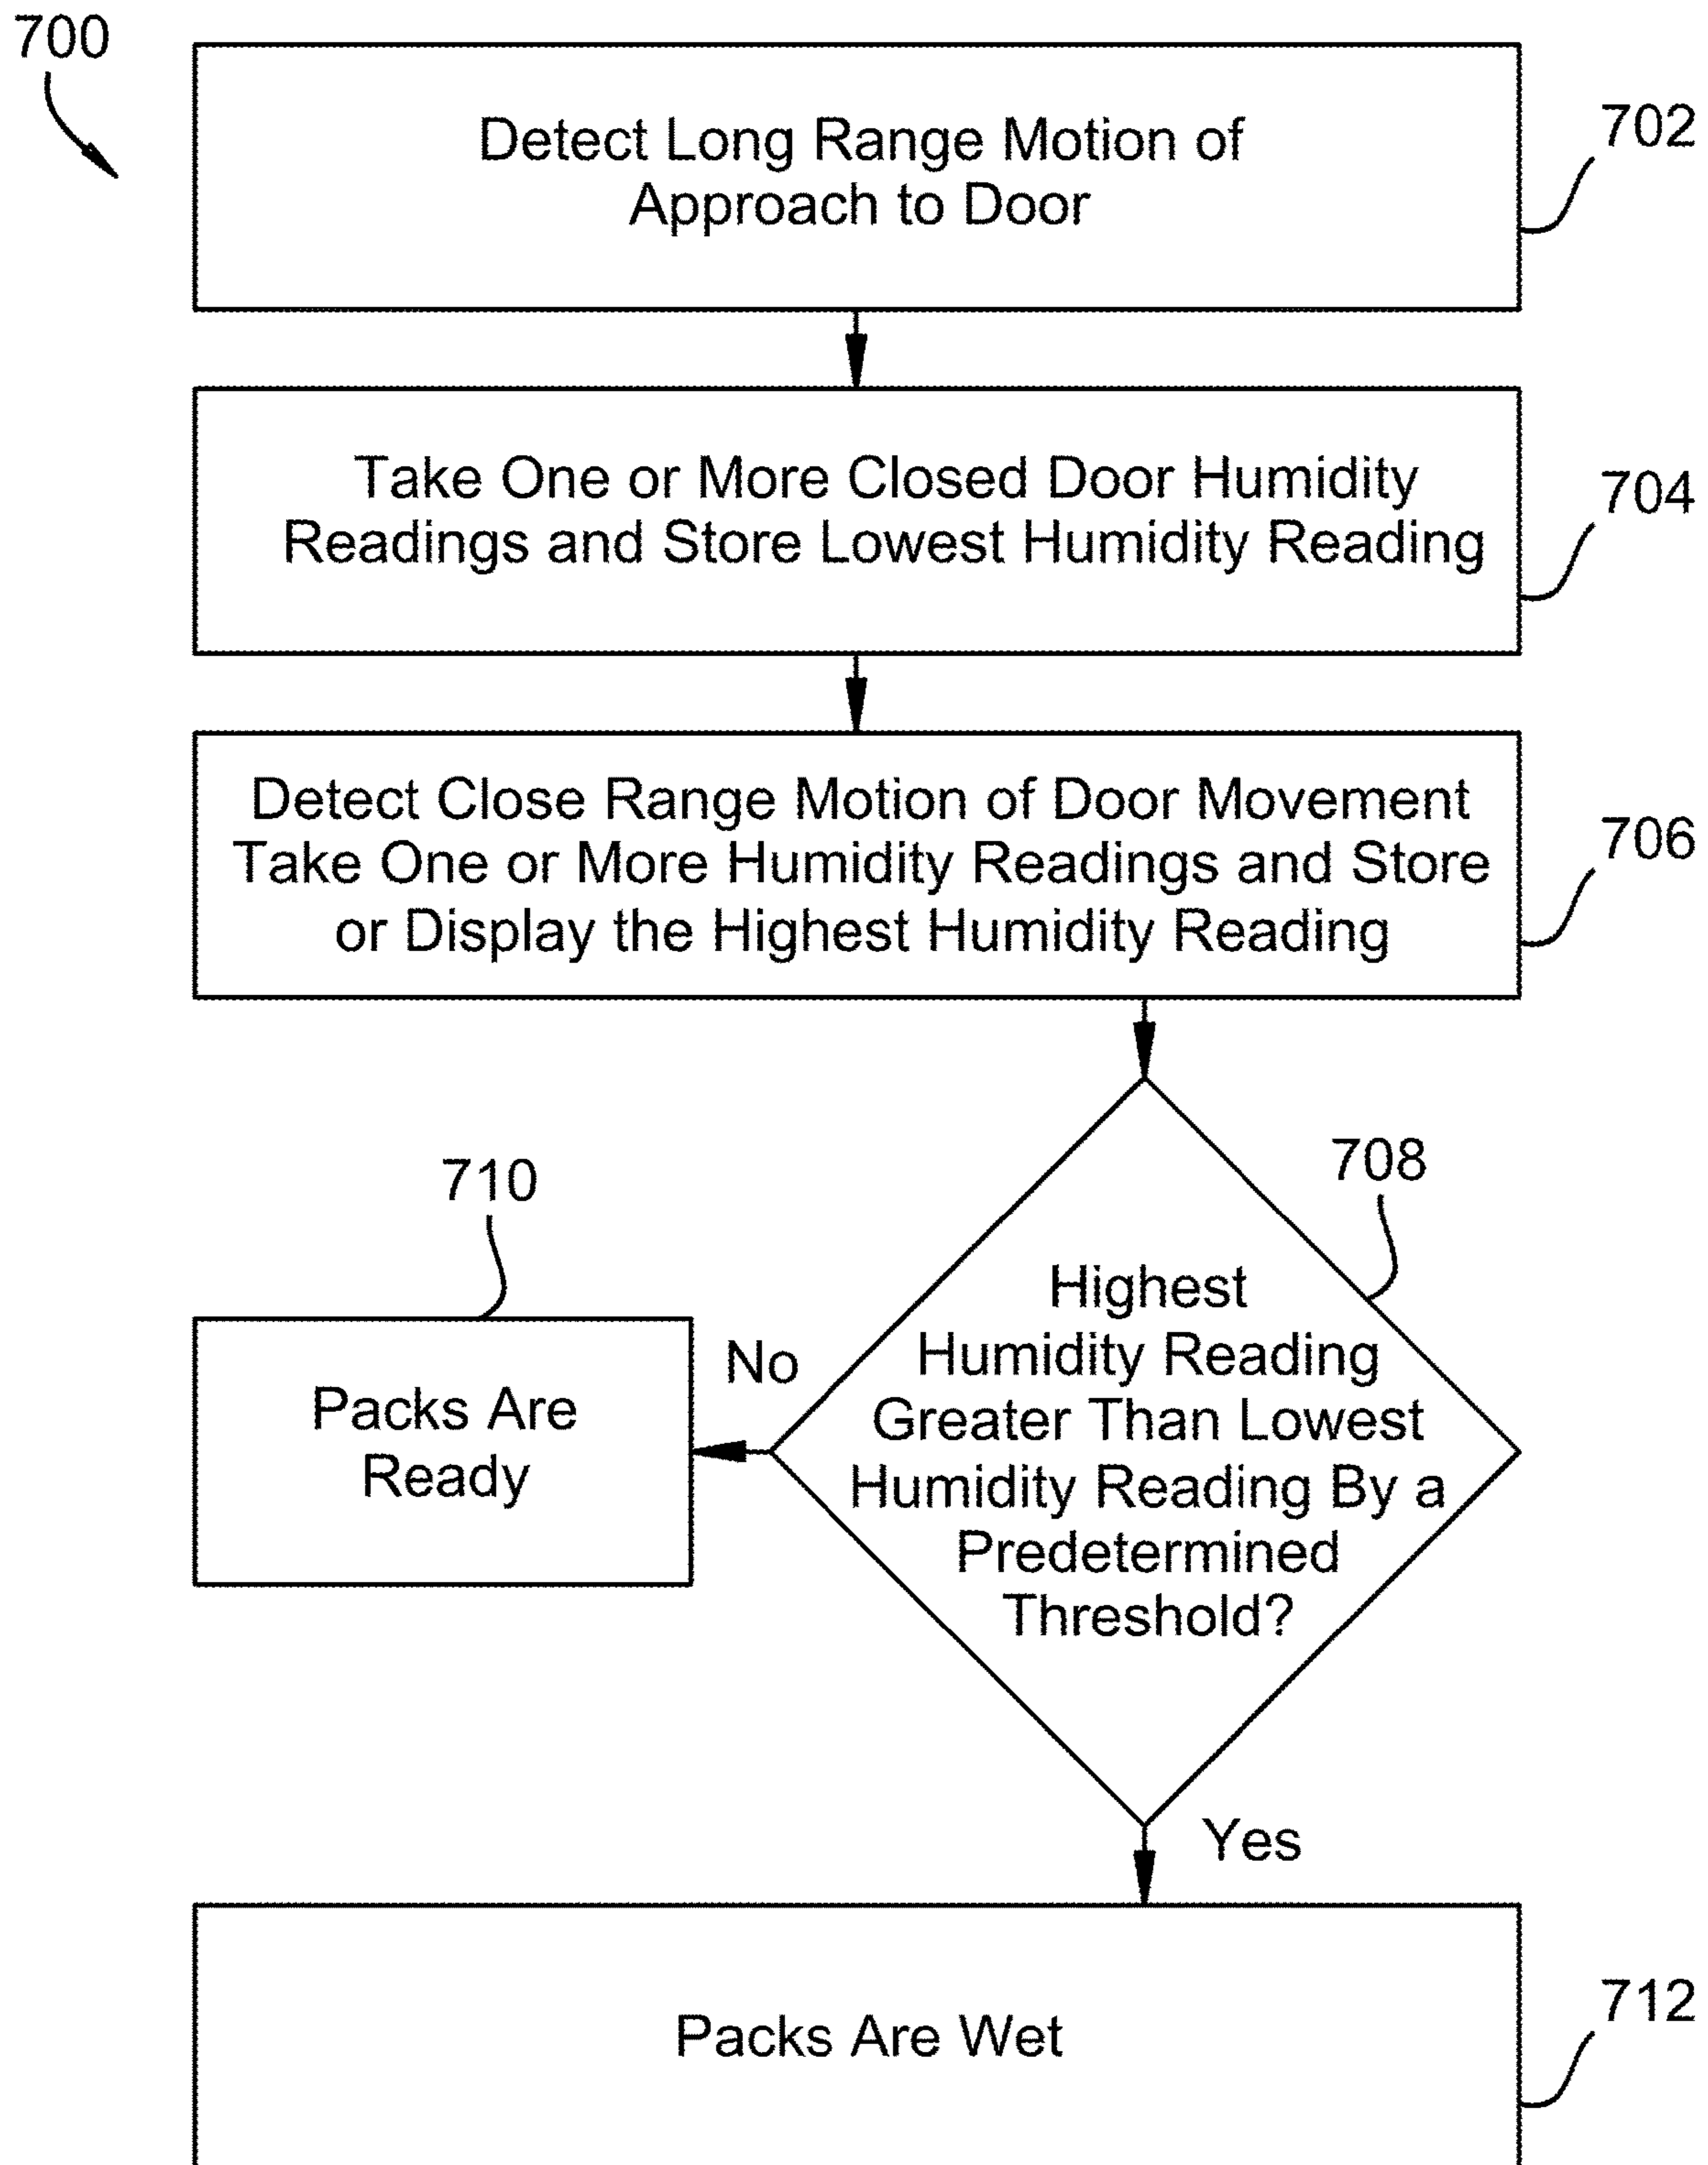 700
Detect Long Range Motion of
Approach to Door
702
Take One or More Closed Door Humidity
Readings and Store Lowest Humidity Reading
704
Detect Close Range Motion of Door Movement
Take One or More Humidity Readings and Store
or Display the Highest Humidity Reading
706
708
Highest
Humidity Reading
Greater Than Lowest
Humidity Reading By a
Predetermined
Threshold?
No
710
Packs Are
Ready
Yes
Packs Are Wet
712